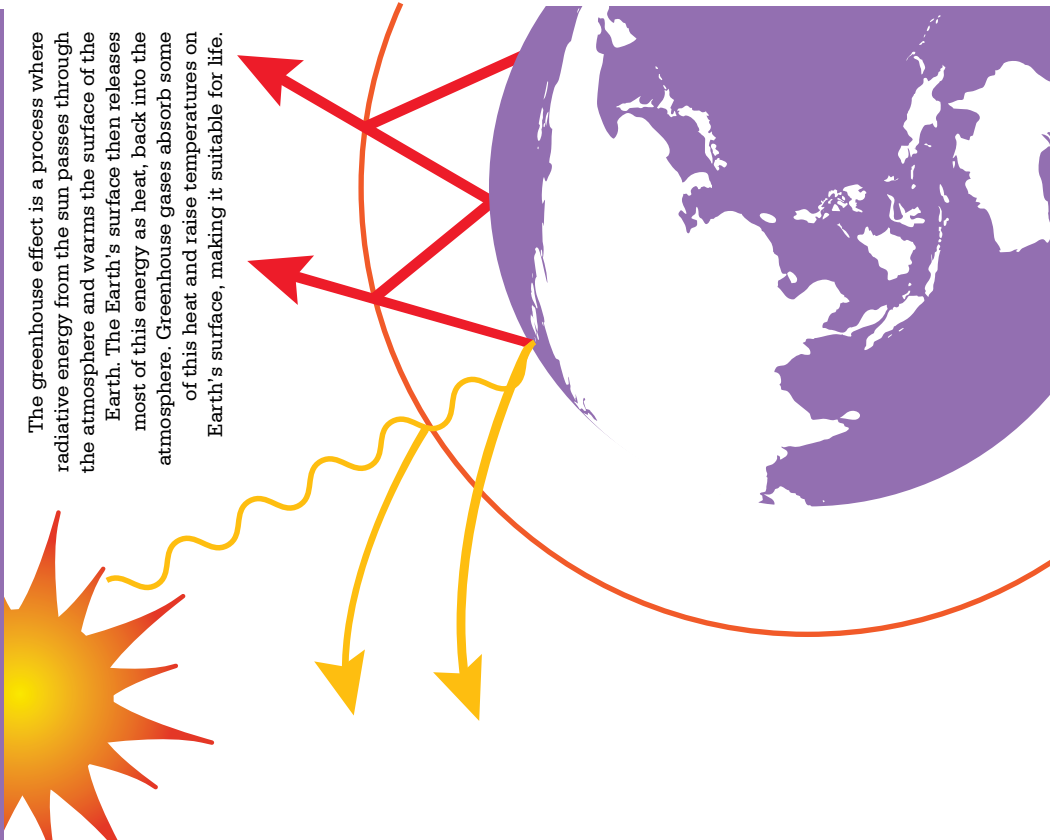 The greenhouse effect is a process where
radiative energy from the sun passes through
the atmosphere and warms the surface of the
Earth. The Earth's surface then releases
most of this energy as heat, back into the
atmosphere. Greenhouse gases absorb some
of this heat and raise temperatures on
Earth's surface, making it suitable for life.